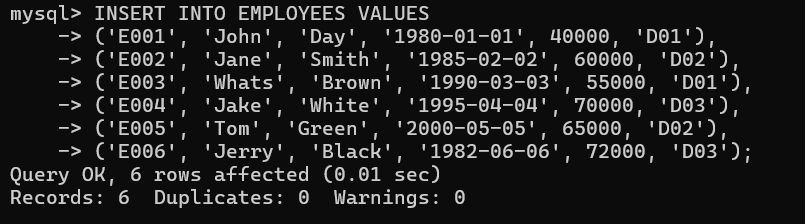 mysql> INSERT INTO EMPLOYEES VALUES
    -> ('E001', 'John', 'Day', '1980-01-01', 40000, 'D01'),
    -> ('E002', 'Jane', 'Smith', '1985-02-02', 60000, 'D02'),
    -> ('E003', 'Whats', 'Brown', '1990-03-03', 55000, 'D01'),
    -> ('E004', 'Jake', 'White', '1995-04-04', 70000, 'D03'),
    -> ('E005', 'Tom', 'Green', '2000-05-05', 65000, 'D02'),
    -> ('E006', 'Jerry', 'Black', '1982-06-06', 72000, 'D03');
Query OK, 6 rows affected (0.01 sec)
Records: 6  Duplicates: 0  Warnings: 0